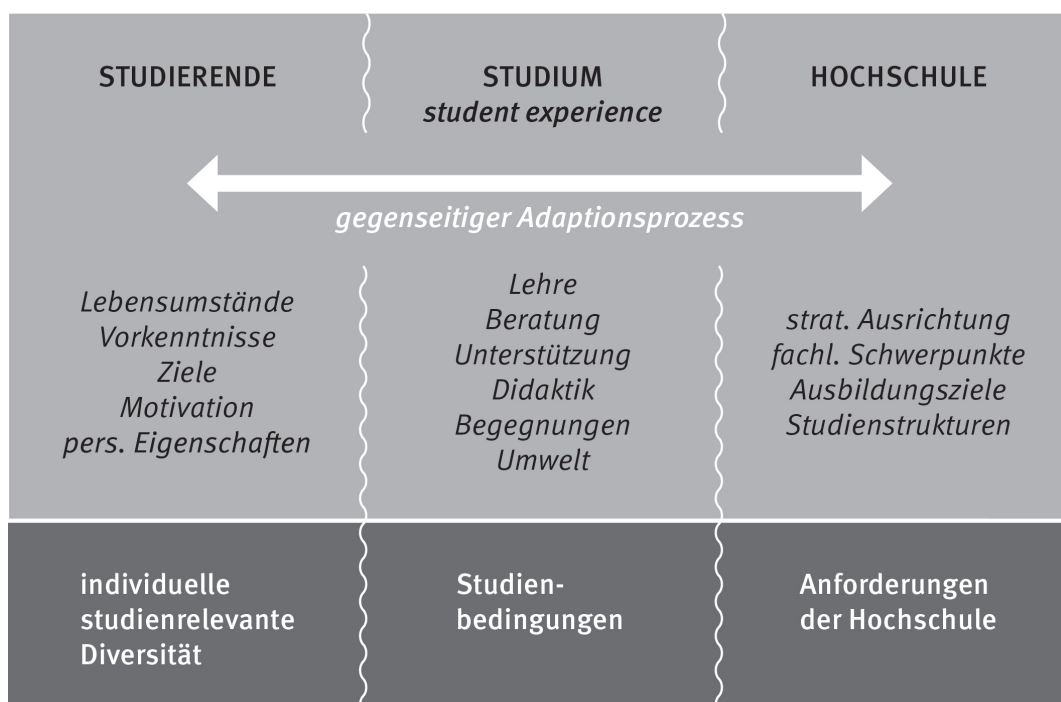 STUDIERENDE
STUDIUM
student experience
HOCHSCHULE
gegenseitiger Adaptionsprozess
Lebensumstände
Vorkenntnisse
Ziele
Motivation
pers. Eigenschaften
Lehre
Beratung
Unterstützung
Didaktik
Begegnungen
Umwelt
strat. Ausrichtung
fachl. Schwerpunkte
Ausbildungsziele
Studienstrukturen
individuelle
studienrelevante
Diversität
Studien-
bedingungen
Anforderungen
der Hochschule